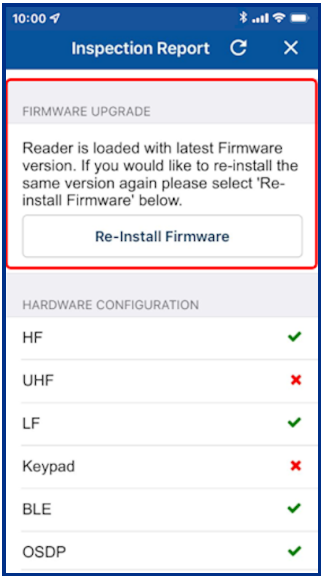 10:00
Inspection Report
FIRMWARE UPGRADE
Reader is loaded with latest Firmware
version. If you would like to re-install the
same version again please select 'Re-
install Firmware' below.
Re-Install Firmware
HARDWARE CONFIGURATION
HF
UHF
LF
Keypad
BLE
OSDP